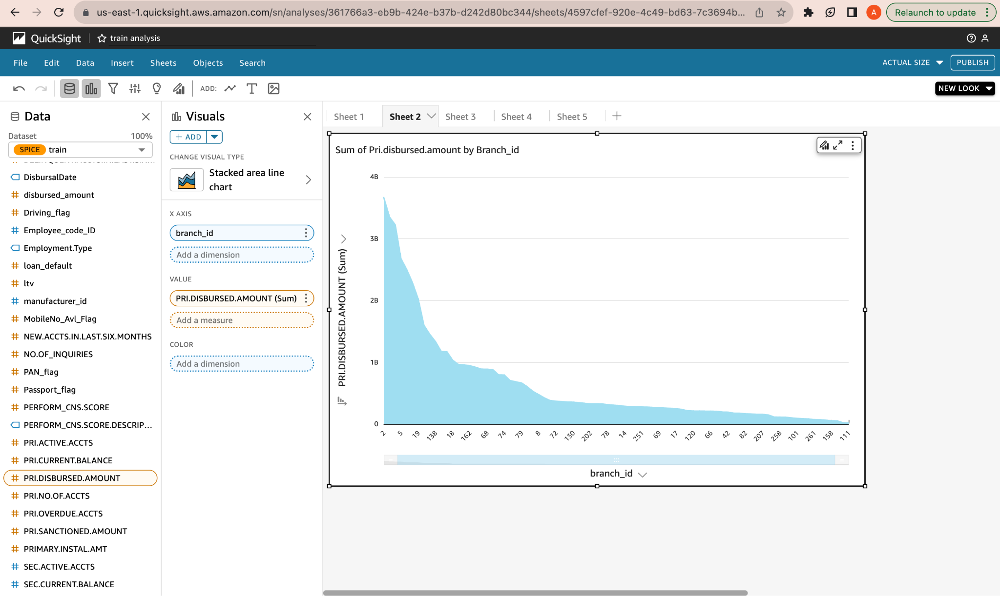 us-east-1.quicksight.aws.amazon.com/sn/analyses/361766a3-eb9b-424e-b37b-d242d80bc344/sheets/4597cfef-920e-4c49-bd63-7c3694b...
A
Relaunch to update
QuickSight
train analysis
File Edit Data Insert Sheets Objects Search
ACTUAL SIZE
PUBLISH
ADD:
NEW LOOK
Data
Dataset 100%
SPICE train
DisbursalDate
disbursed_amount
Driving_flag
Employee_code_ID
Employment.Type
loan_default
ltv
manufacturer_id
MobileNo_Avl_Flag
NEW.ACCTS.IN.LAST.SIX.MONTHS
NO.OF_INQUIRIES
PAN_flag
Passport_flag
PERFORM_CNS.SCORE
PERFORM_CNS.SCORE.DESCRIP...
PRI.ACTIVE.ACCTS
PRI.CURRENT.BALANCE
PRI.DISBURSED.AMOUNT
PRI.NO.OF.ACCTS
PRI.OVERDUE.ACCTS
PRI.SANCTIONED.AMOUNT
PRIMARY.INSTAL.AMT
SEC.ACTIVE.ACCTS
SEC.CURRENT.BALANCE
Visuals
+ ADD
CHANGE VISUAL TYPE
Stacked area line
chart
X AXIS
branch_id
Add a dimension
VALUE
PRI.DISBURSED.AMOUNT (Sum)
Add a measure
COLOR
Add a dimension
Sheet 1 Sheet 2 Sheet 3 Sheet 4 Sheet 5
Sum of Pri.disbursed.amount by Branch_id
PRI.DISBURSED.AMOUNT (Sum)
4B
3B
2B
1B
0
2 5 19 138 18 162 68 74 79 8 72 130 202 78 14 251 69 17 120 66 42 82 207 258 101 261 158 111
branch_id